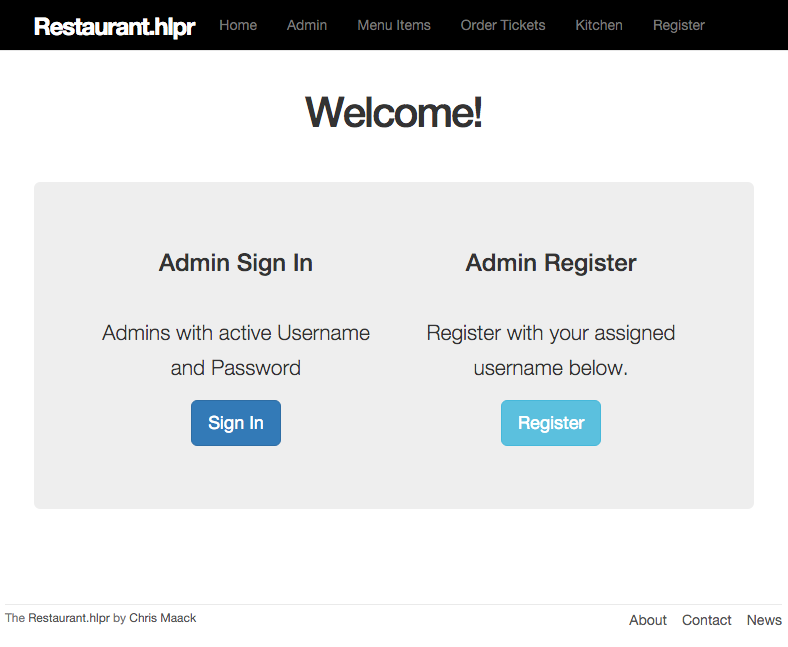 Restaurant.hlpr Home Admin Menu Items Order Tickets Kitchen Register
Welcome!
Admin Sign In
Admins with active Username
and Password
Sign In
Admin Register
Register with your assigned
username below.
Register
The Restaurant.hlpr by Chris Maack
About Contact News